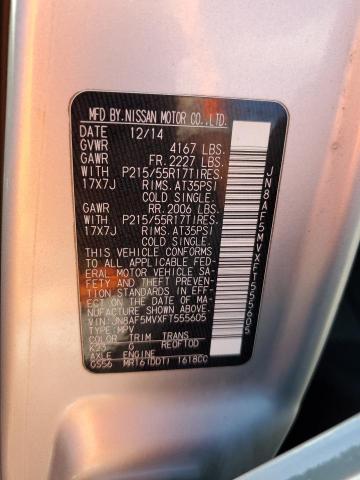 MFD BY. NISSAN MOTOR CO., LTD.
DATE 12/14
GVWR 4167 LBS.
GAWR FR. 2227 LBS.
WITH P215/55R17TIRES.
17X7J RIMS. AT35PSI
COLD SINGLE.
GAWR RR. 2006 LBS.
WITH P215/55R17TIRES.
17X7J RIMS. AT35PSI
COLD SINGLE.
THIS VEHICLE CONFORMS
TO ALL APPLICABLE FED-
ERAL MOTOR VEHICLE SA-
FETY AND THEFT PREVEN-
TION STANDARDS IN EFF-
ECT ON THE DATE OF MA-
NUFACTURE SHOWN ABOVE.
VIN:JN8AF5MVXFT555605
TYPE:MPV
COLOR TRIM TRANS
K23 G RE0F10D
AXLE ENGINE
GS56 MR16(DDT) 1618CC
JN8AF5MVXFT555605